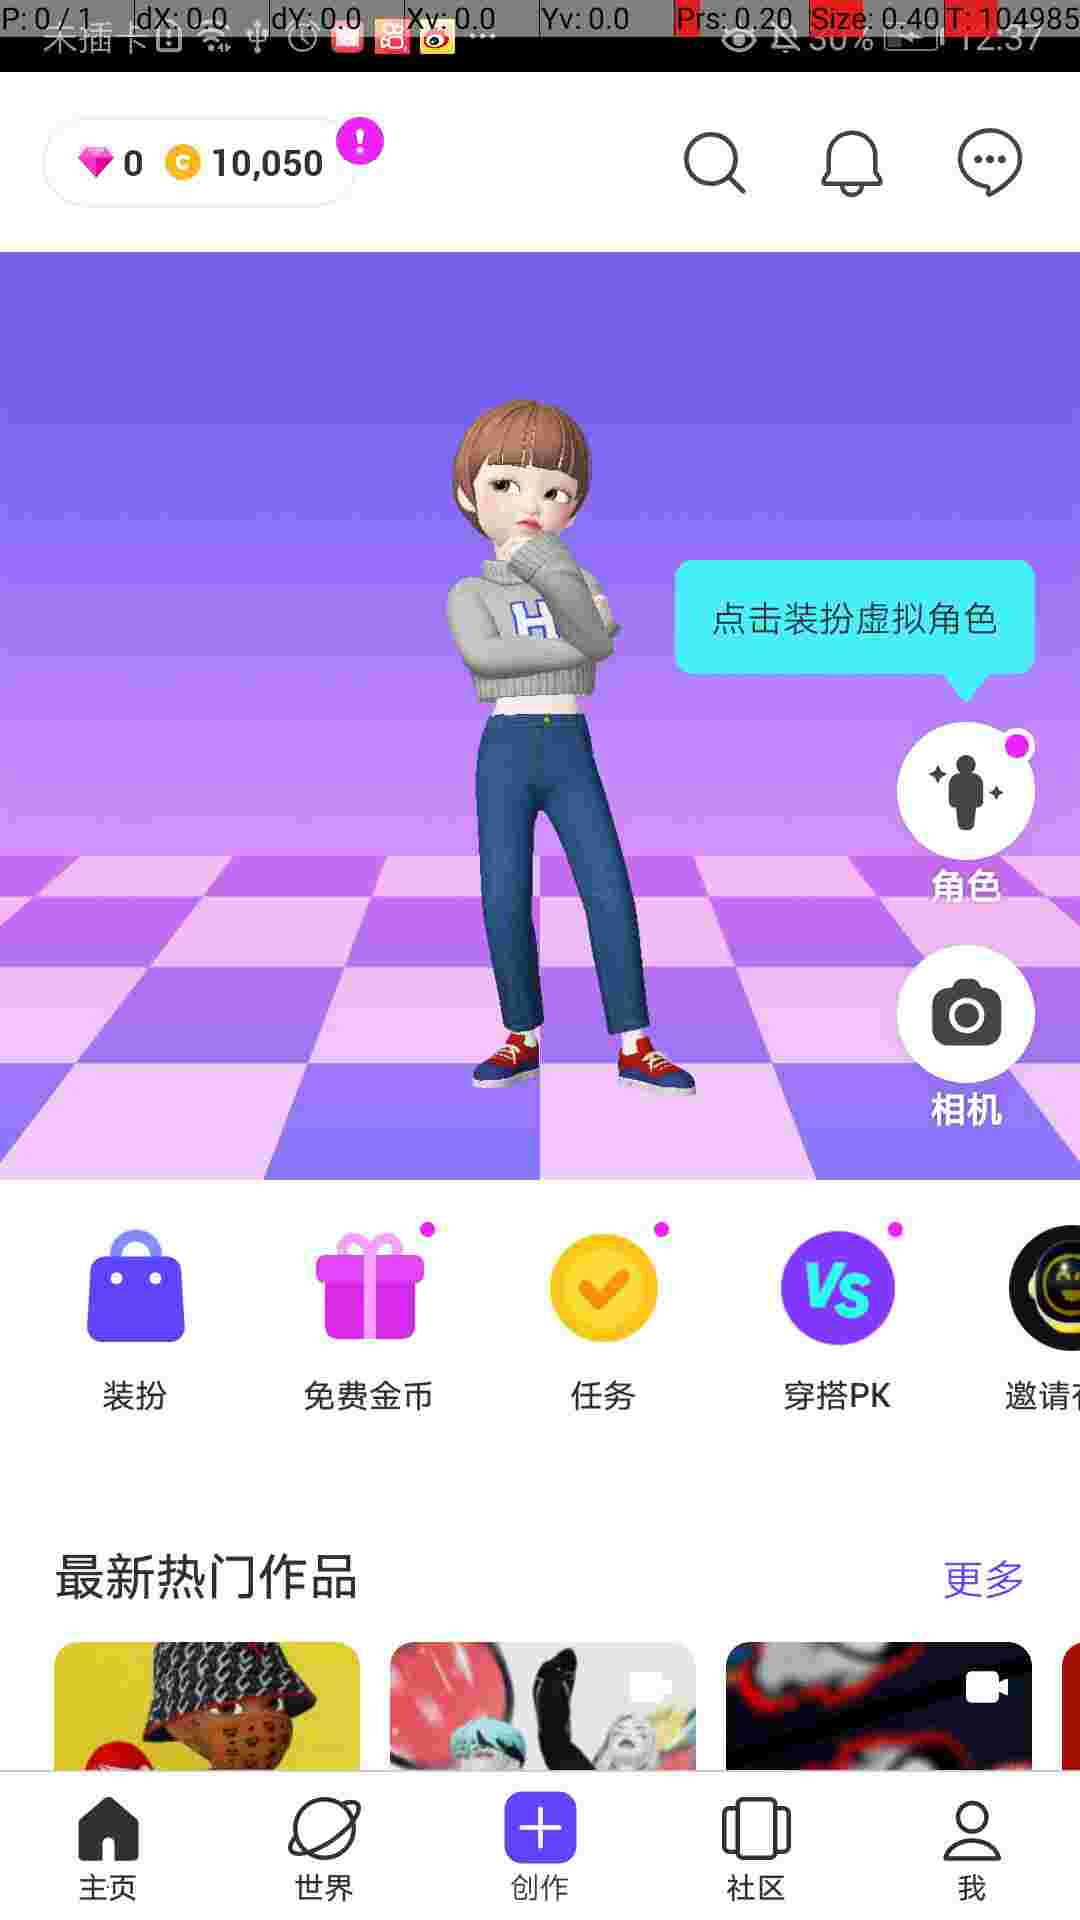 P: 0 / 1 dX: 0.0 dY: 0.0 Xv: 0.0 Yv: 0.0 Prs: 0.20 Size: 0.40 T: 104985
未插卡 50% 12:37
0 10,050
H
点击装扮虚拟角色
角色
相机
VS
装扮 免费金币 任务 穿搭PK 邀请
最新热门作品 更多
主页 世界 创作 社区 我